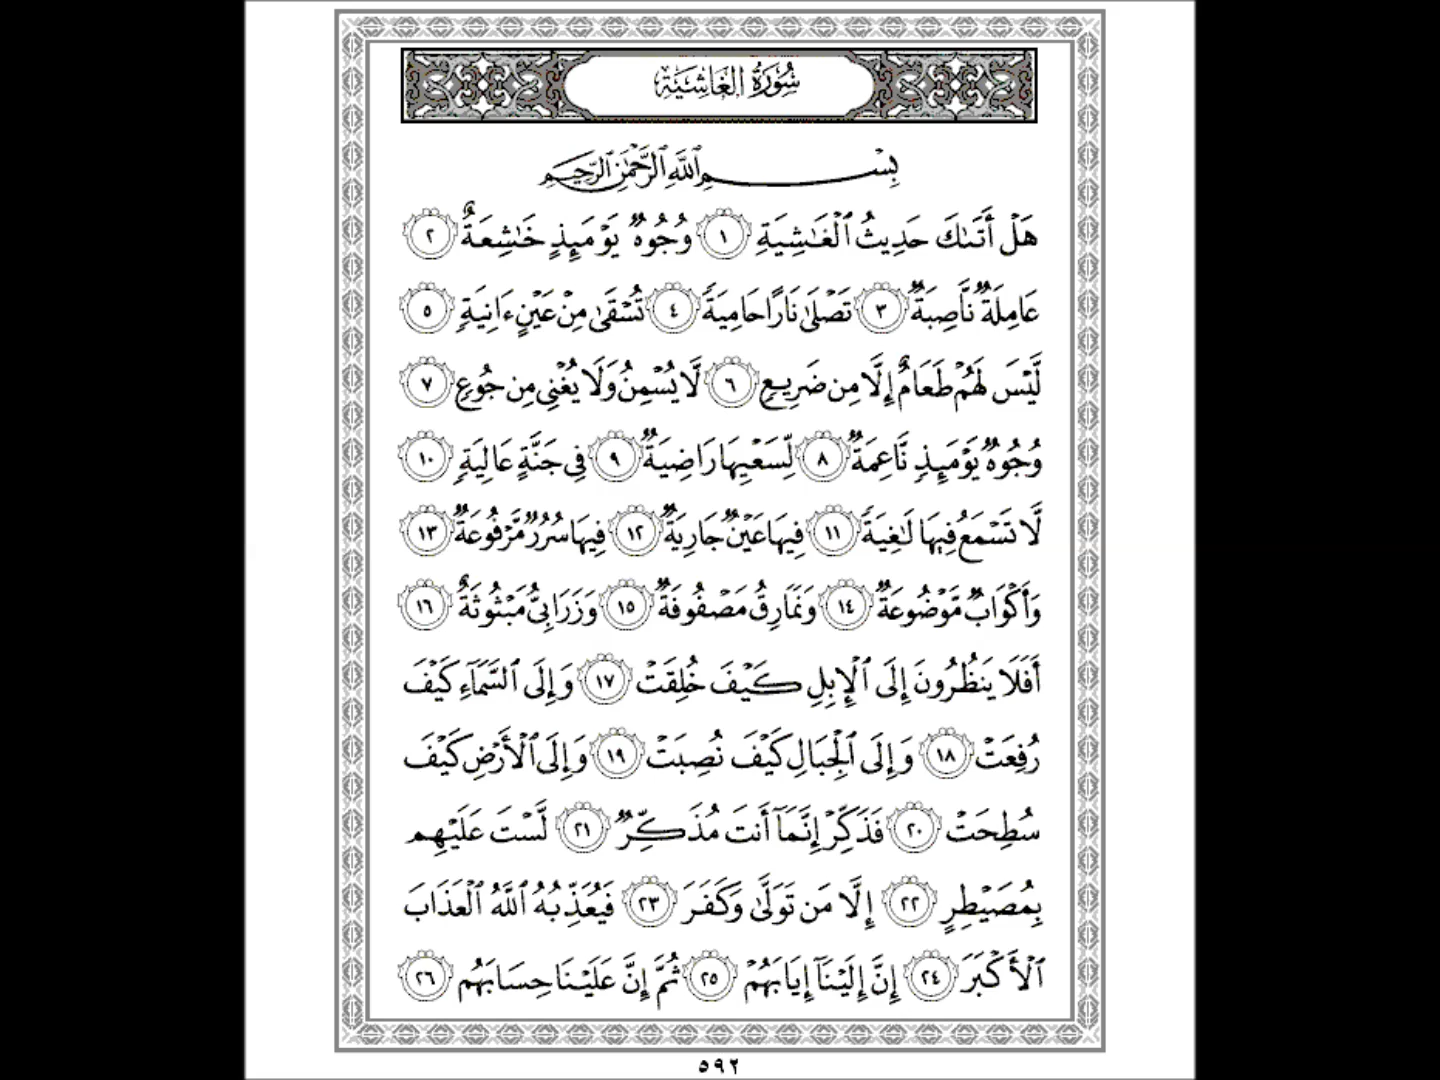 سُورَةُ الغَاشِيَةِ
بِسْمِ ٱللَّهِ ٱلرَّحْمَٰنِ ٱلرَّحِيمِ
هَلْ أَتَىٰكَ حَدِيثُ ٱلْغَٰشِيَةِ ١ وُجُوهٌ يَوْمَئِذٍ خَٰشِعَةٌ ٢
عَامِلَةٌ نَّاصِبَةٌ ٣ تَصْلَىٰ نَارًا حَامِيَةً ٤ تُسْقَىٰ مِنْ عَيْنٍ ءَانِيَةٍ ٥
لَّيْسَ لَهُمْ طَعَامٌ إِلَّا مِن ضَرِيعٍ ٦ لَّا يُسْمِنُ وَلَا يُغْنِى مِن جُوعٍ ٧
وُجُوهٌ يَوْمَئِذٍ نَّاعِمَةٌ ٨ لِّسَعْيِهَا رَاضِيَةٌ ٩ فِى جَنَّةٍ عَالِيَةٍ ١٠
لَّا تَسْمَعُ فِيهَا لَٰغِيَةً ١١ فِيهَا عَيْنٌ جَارِيَةٌ ١٢ فِيهَا سُرُرٌ مَّرْفُوعَةٌ ١٣
وَأَكْوَابٌ مَّوْضُوعَةٌ ١٤ وَنَمَارِقُ مَصْفُوفَةٌ ١٥ وَزَرَابِىُّ مَبْثُوثَةٌ ١٦
أَفَلَا يَنظُرُونَ إِلَى ٱلْإِبِلِ كَيْفَ خُلِقَتْ ١٧ وَإِلَى ٱلسَّمَآءِ كَيْفَ
رُفِعَتْ ١٨ وَإِلَى ٱلْجِبَالِ كَيْفَ نُصِبَتْ ١٩ وَإِلَى ٱلْأَرْضِ كَيْفَ
سُطِحَتْ ٢٠ فَذَكِّرْ إِنَّمَآ أَنتَ مُذَكِّرٌ ٢١ لَّسْتَ عَلَيْهِم
بِمُصَيْطِرٍ ٢٢ إِلَّا مَن تَوَلَّىٰ وَكَفَرَ ٢٣ فَيُعَذِّبُهُ ٱللَّهُ ٱلْعَذَابَ
ٱلْأَكْبَرَ ٢٤ إِنَّ إِلَيْنَآ إِيَابَهُمْ ٢٥ ثُمَّ إِنَّ عَلَيْنَا حِسَابَهُم ٢٦
٥٩٢